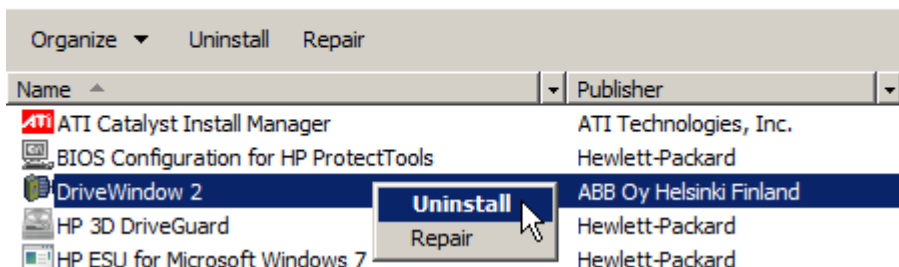 Organize Uninstall Repair
Name Publisher
ATI ATI Catalyst Install Manager ATI Technologies, Inc.
BIOS Configuration for HP ProtectTools Hewlett-Packard
DriveWindow 2 ABB Oy Helsinki Finland
Uninstall
HP 3D DriveGuard Hewlett-Packard
Repair
HP ESU for Microsoft Windows 7 Hewlett-Packard